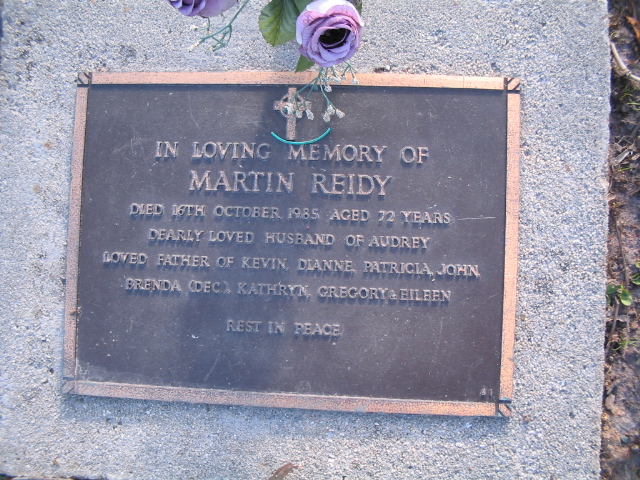 IN LOVING MEMORY OF
MARTIN REIDY
DIED 16TH OCTOBER, 1985 AGED 72 YEARS
DEARLY LOVED HUSBAND OF AUDREY
LOVED FATHER OF KEVIN, DIANNE, PATRICIA, JOHN,
BRENDA (DEC), KATHRYN, GREGORY & EILEEN
REST IN PEACE